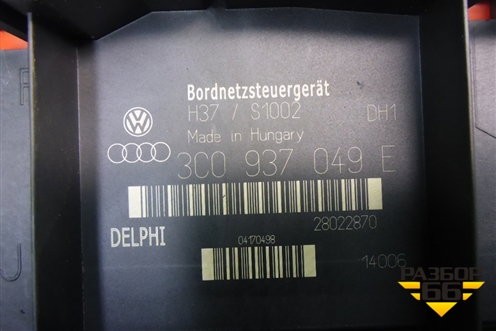 Bordnetzsteuergerät
H37 / S1002 DH1
Made in Hungary
3C0 937 049 E
28022870
DELPHI
04170498
14006
РАЗБОР
66